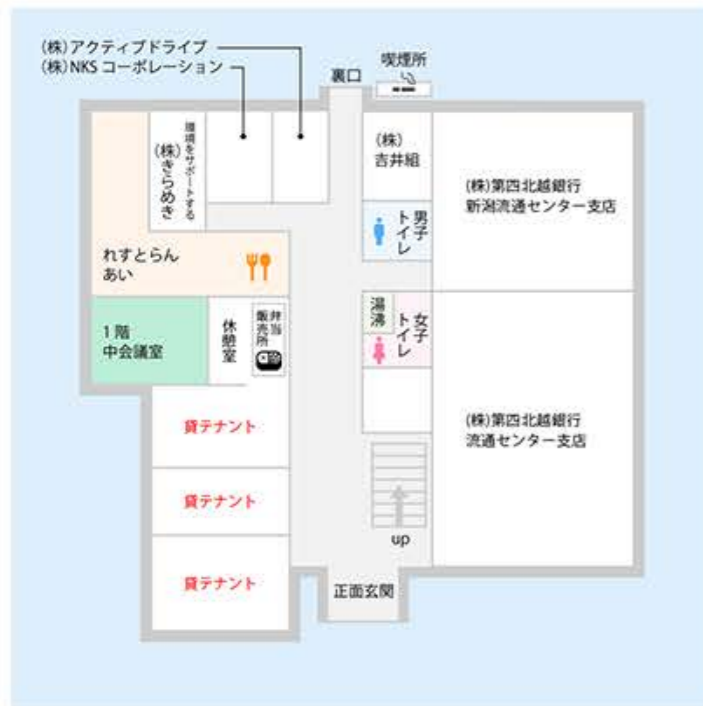 (株)アクティブドライブ
(株)NKSコーポレーション
裏口
喫煙所
環境をサポートする
(株)きらめき
(株)
吉井組
(株)第四北越銀行
新潟流通センター支店
男子
トイレ
れすとらん
あい
1階
中会議室
休憩室
弁当
販売所
湯沸
女子
トイレ
(株)第四北越銀行
流通センター支店
貸テナント
貸テナント
貸テナント
up
正面玄関